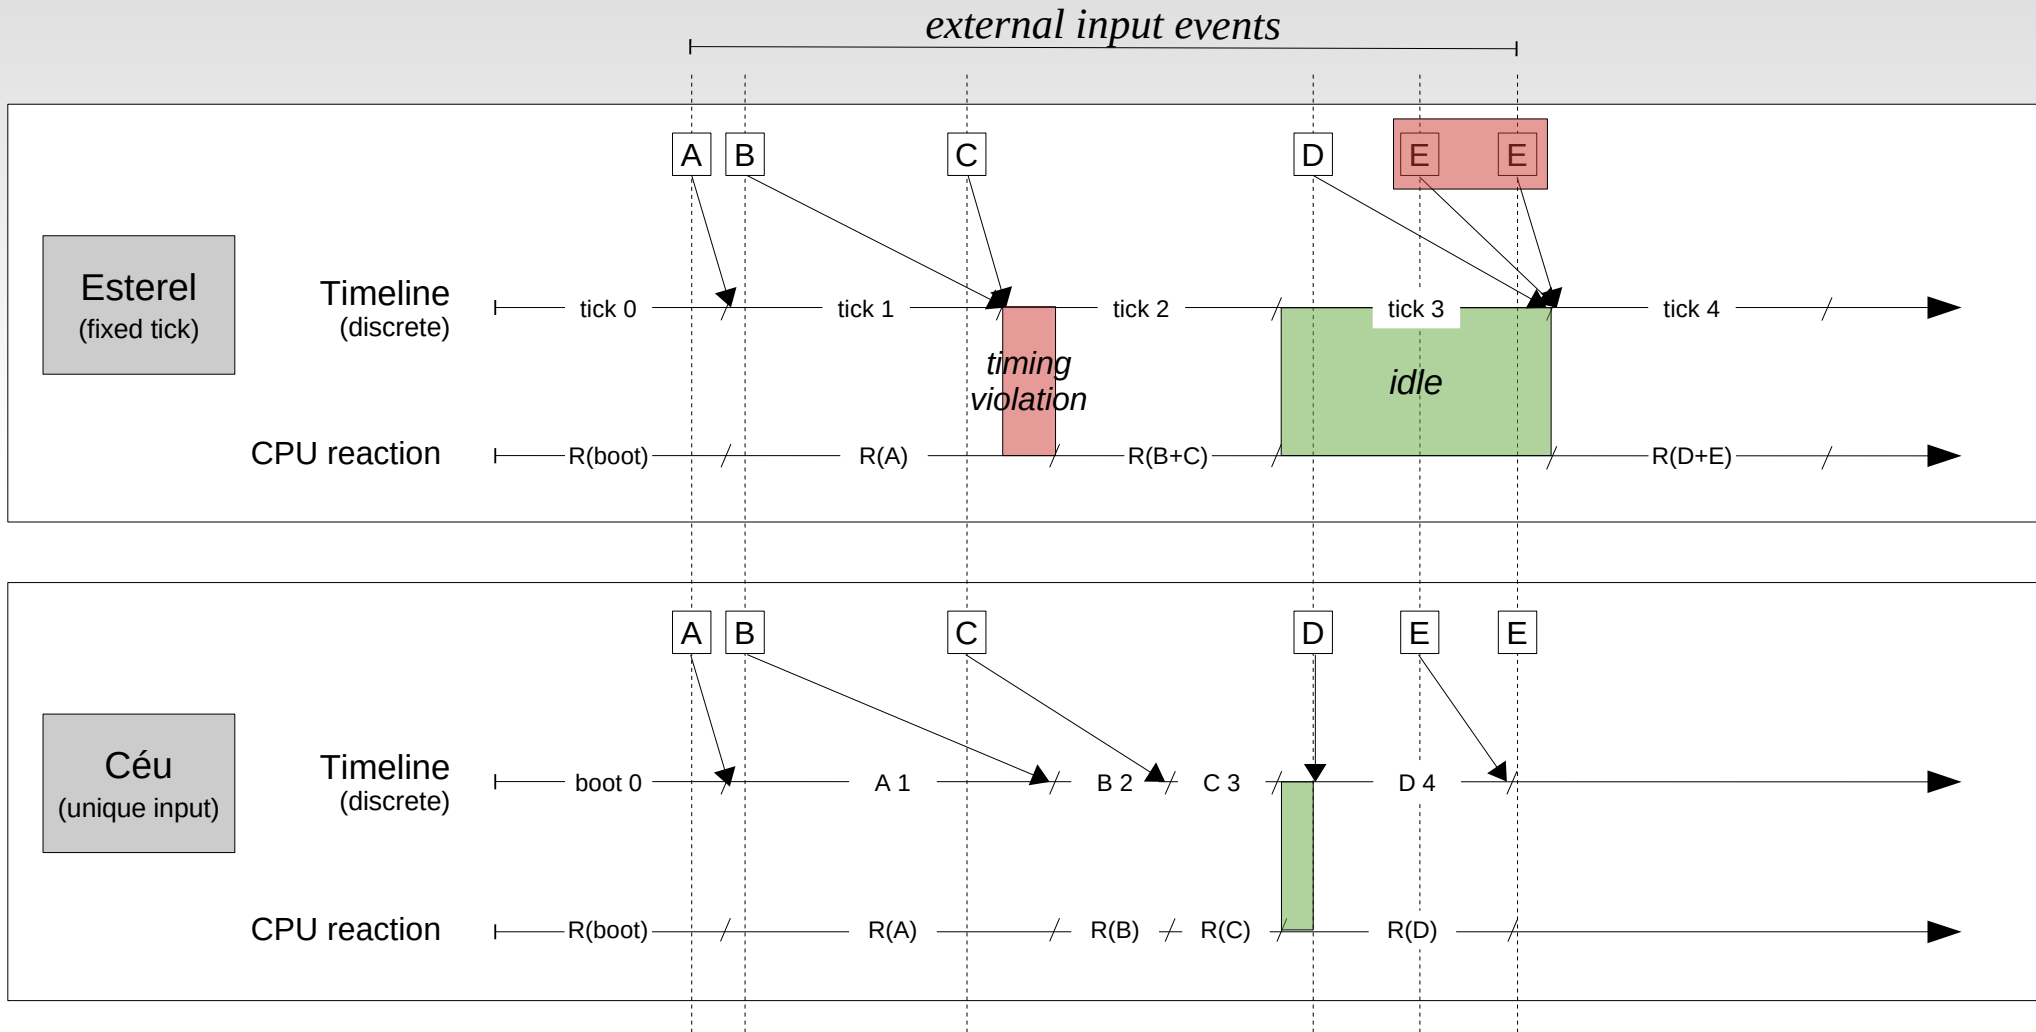 external input events
A B C D E E
Esterel
(fixed tick)
Timeline
(discrete)
tick 0 tick 1 tick 2 tick 3 tick 4
timing
violation
idle
CPU reaction
R(boot) R(A) R(B+C) R(D+E)
A B C D E E
Céu
(unique input)
Timeline
(discrete)
boot 0 A 1 B 2 C 3 D 4
CPU reaction
R(boot) R(A) R(B) R(C) R(D)